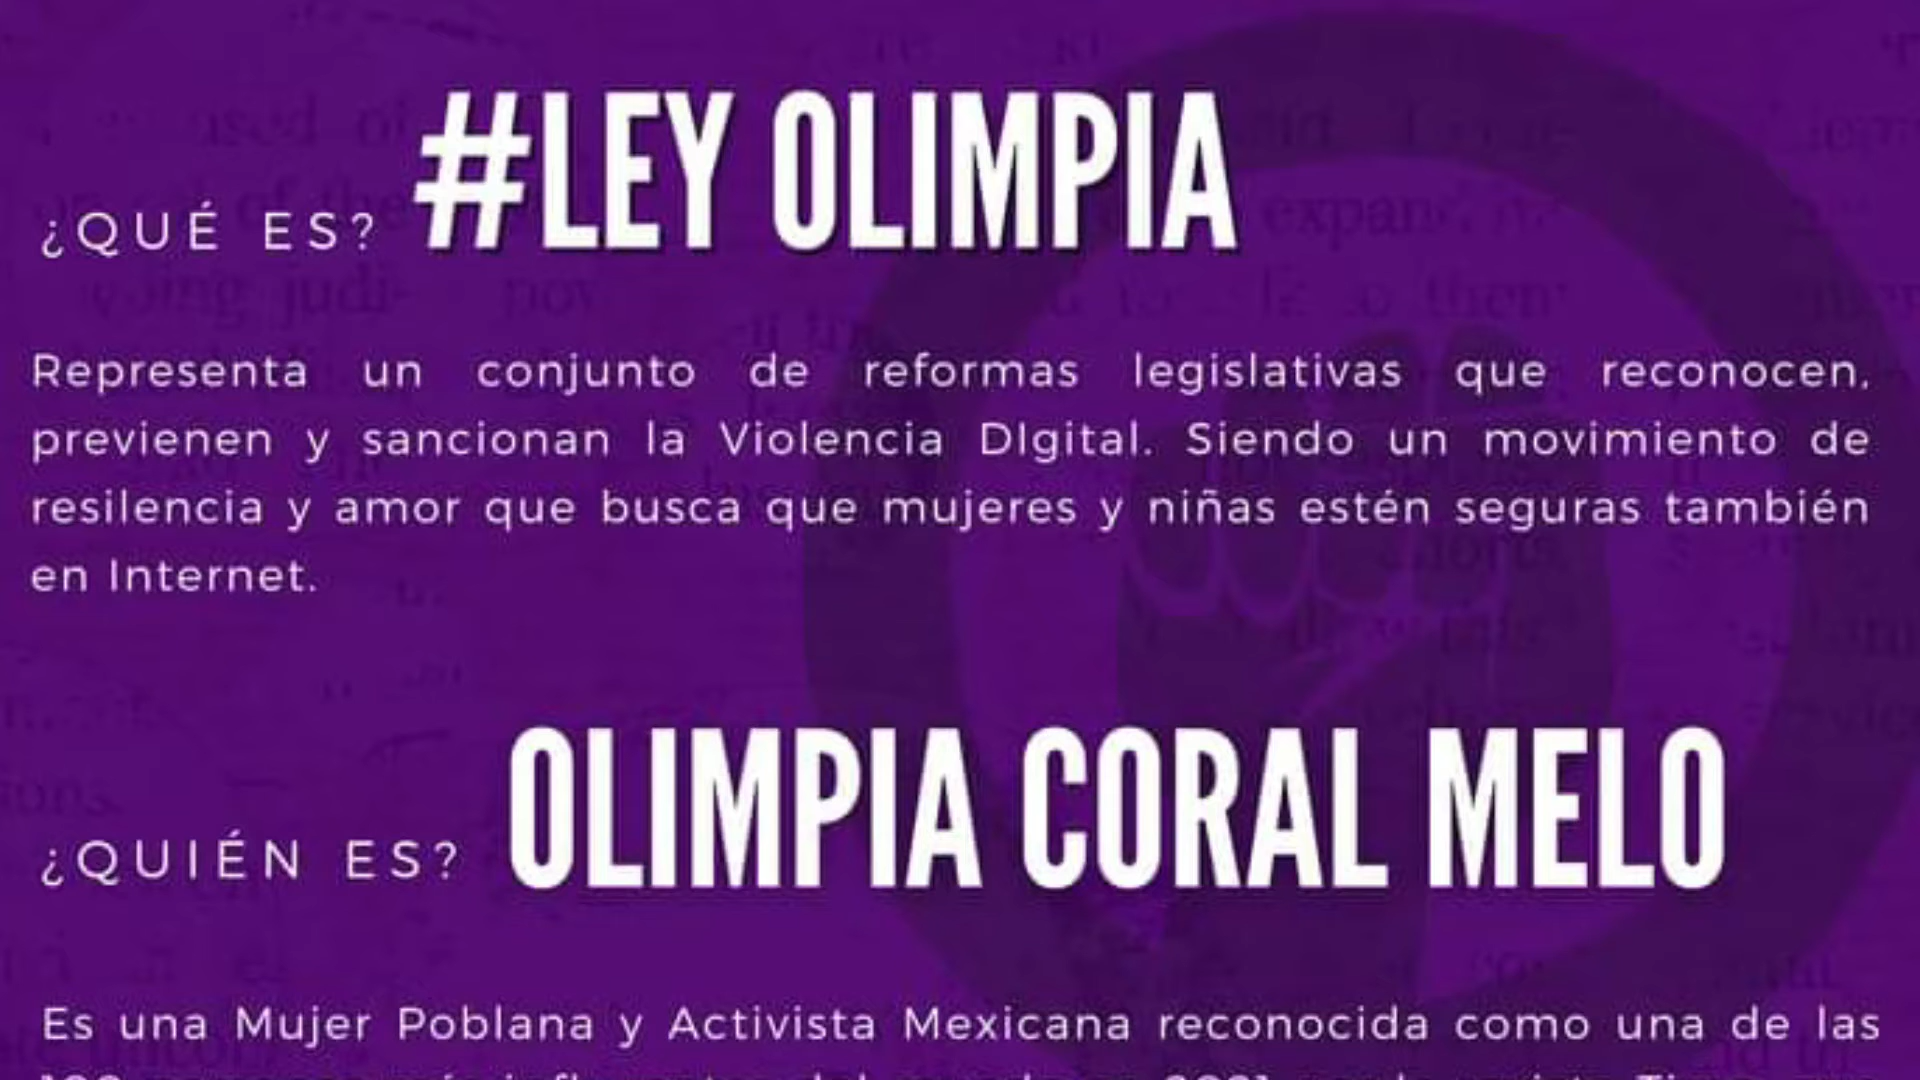 ¿QUÉ ES? #LEY OLIMPIA
Representa un conjunto de reformas legislativas que reconocen,
previenen y sancionan la Violencia DIgital. Siendo un movimiento de
resilencia y amor que busca que mujeres y niñas estén seguras también
en Internet.
¿QUIÉN ES? OLIMPIA CORAL MELO
Es una Mujer Poblana y Activista Mexicana reconocida como una de las